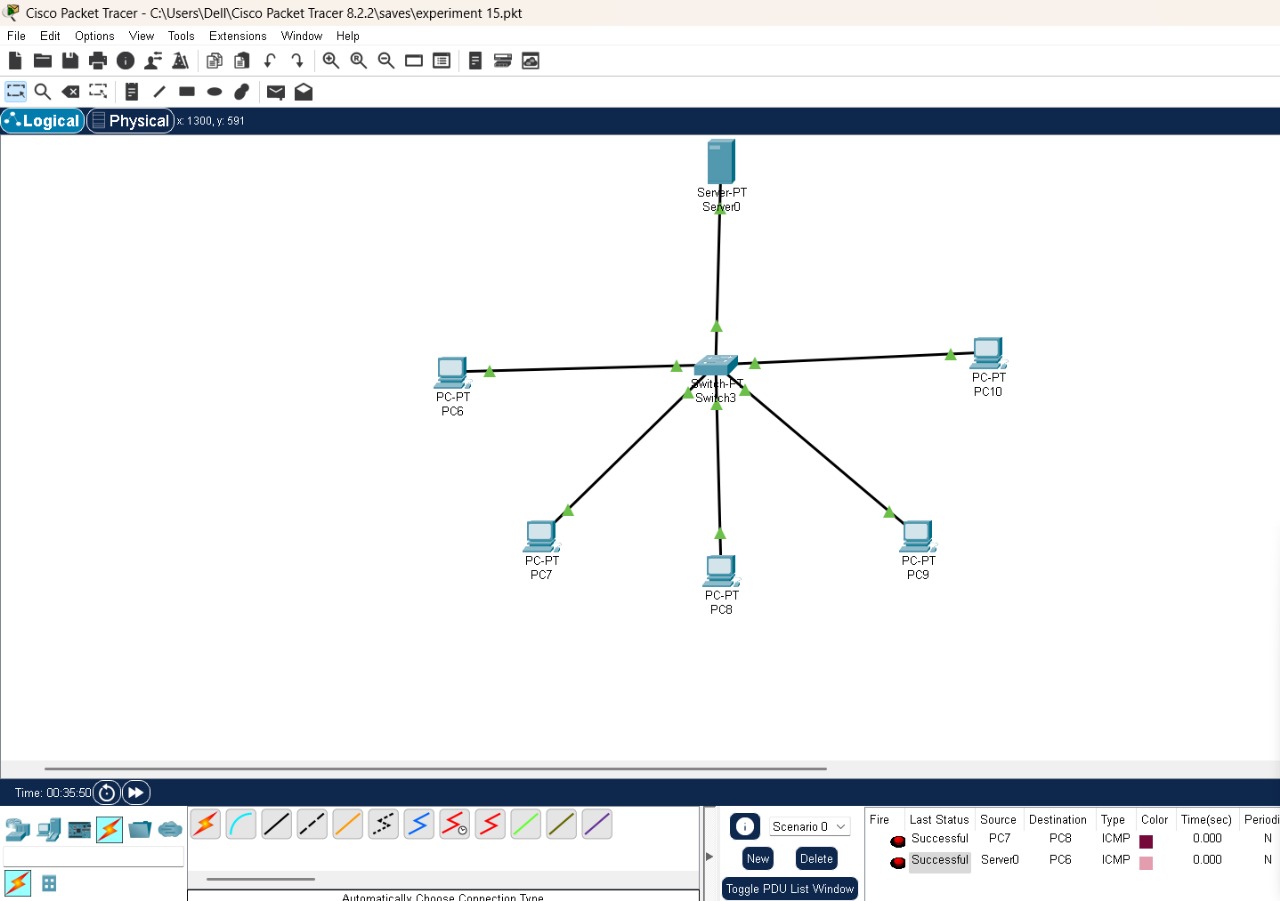 Cisco Packet Tracer - C:\Users\Dell\Cisco Packet Tracer 8.2.2\saves\experiment 15.pkt
File Edit Options View Tools Extensions Window Help
Logical Physical x: 1300, y: 591
Server-PT
Server0
PC-PT
PC6
Switch-PT
Switch3
PC-PT
PC10
PC-PT
PC7
PC-PT
PC8
PC-PT
PC9
Time: 00:35:50
Scenario 0
New Delete
Toggle PDU List Window
Automatically Choose Connection Type
Fire Last Status Source Destination Type Color Time(sec) Periodi
Successful PC7 PC8 ICMP 0.000 N
Successful Server0 PC6 ICMP 0.000 N